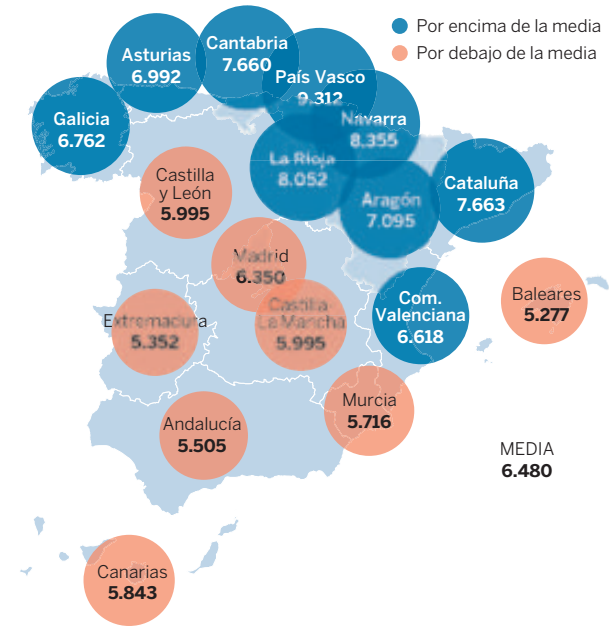 Por encima de la media
Por debajo de la media
Asturias
6.992
Cantabria
7.660
País Vasco
9.312
Galicia
6.762
Navarra
8.355
La Rioja
8.052
Cataluña
7.663
Aragón
7.095
Castilla
y León
5.995
Madrid
6.350
Castilla-
La Mancha
5.995
Extremadura
5.352
Com.
Valenciana
6.618
Baleares
5.277
Murcia
5.716
Andalucía
5.505
MEDIA
6.480
Canarias
5.843